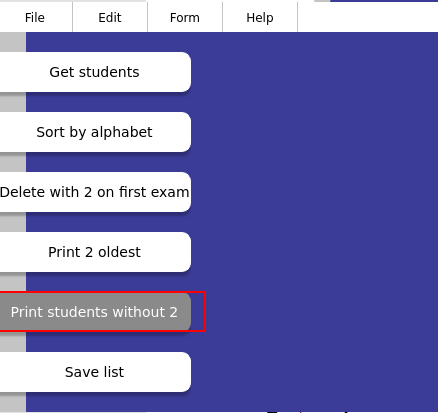 File Edit Form Help
Get students
Sort by alphabet
Delete with 2 on first exam
Print 2 oldest
Print students without 2
Save list